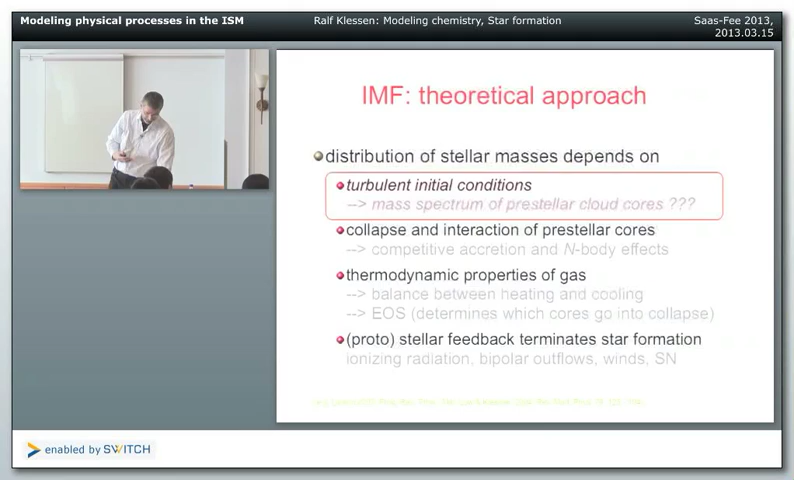 Modeling physical processes in the ISM
Ralf Klessen: Modeling chemistry, Star formation
Saas-Fee 2013,
2013.03.15
IMF: theoretical approach
distribution of stellar masses depends on
turbulent initial conditions
--> mass spectrum of prestellar cloud cores ???
collapse and interaction of prestellar cores
--> competitive accretion and N-body effects
thermodynamic properties of gas
--> balance between heating and cooling
--> EOS (determines which cores go into collapse)
(proto) stellar feedback terminates star formation
ionizing radiation, bipolar outflows, winds, SN
enabled by SWITCH